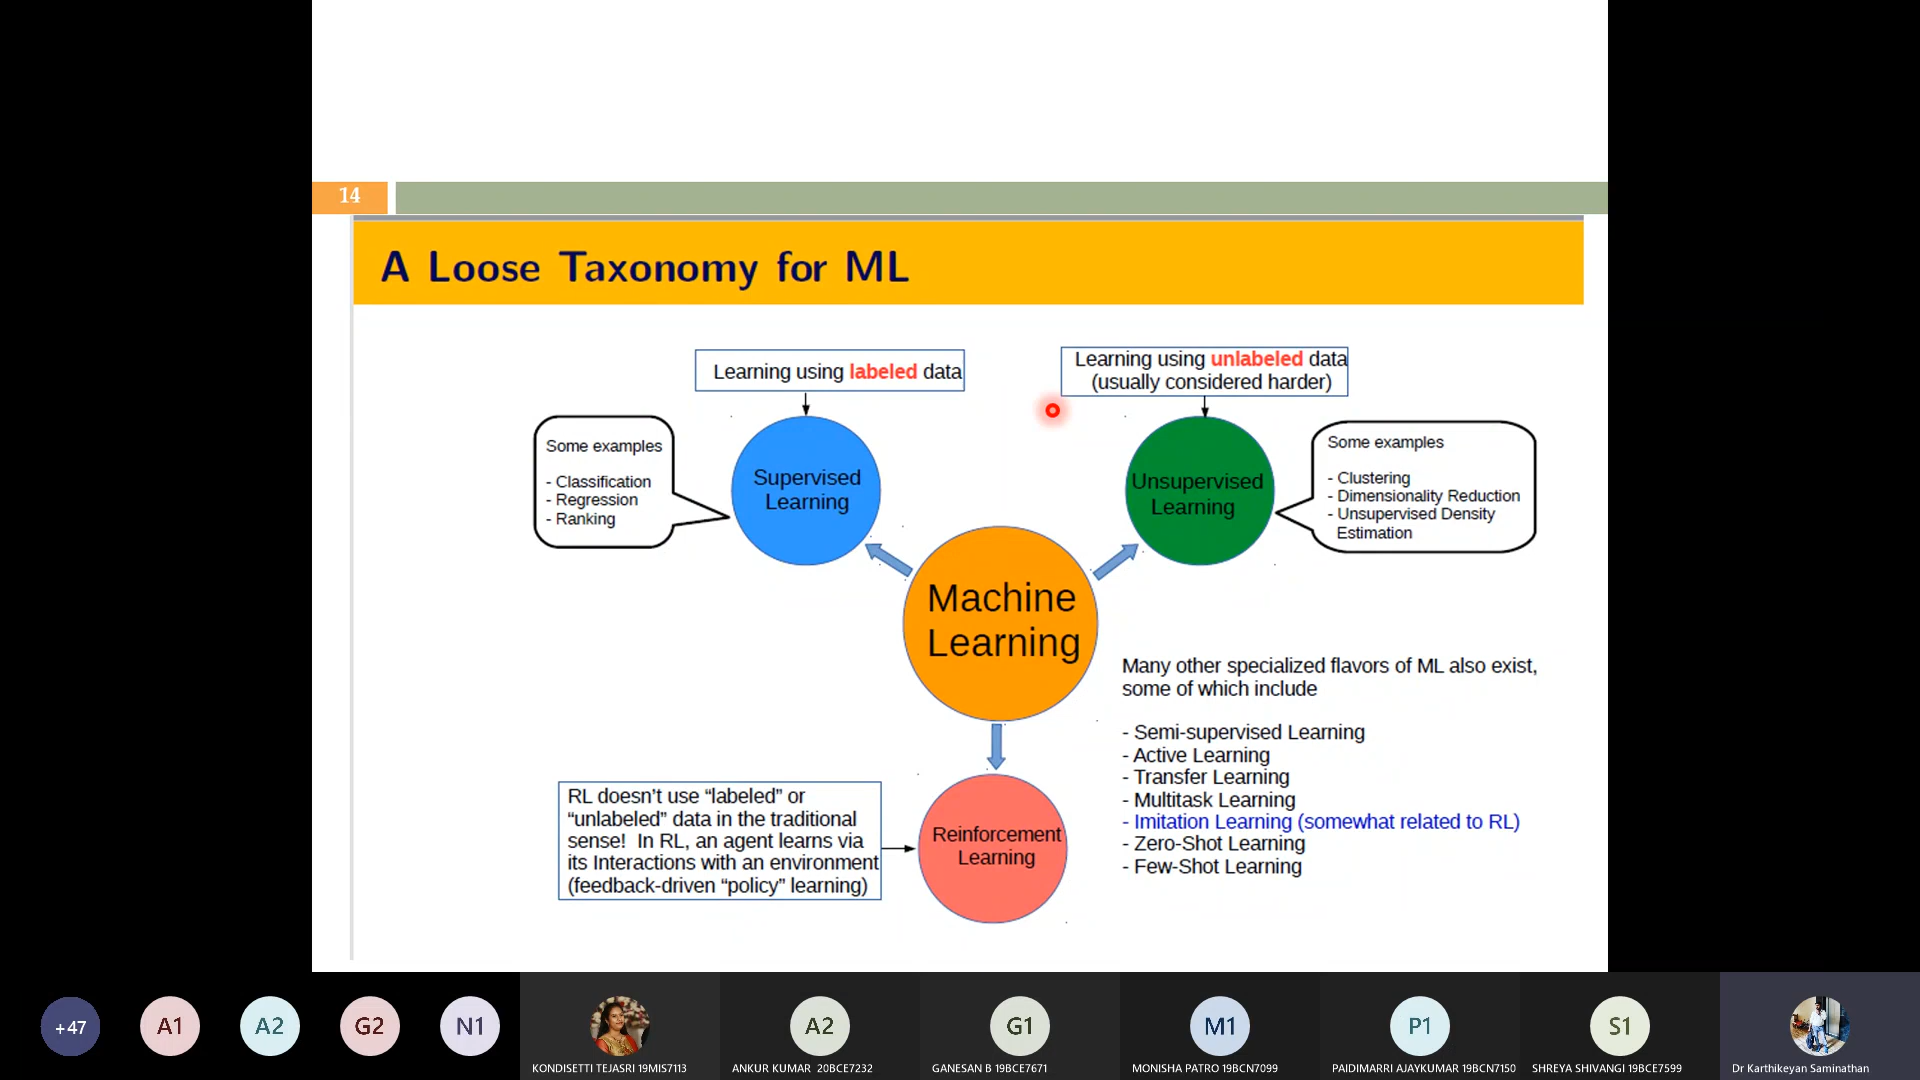 14
A Loose Taxonomy for ML
Learning using labeled data
Learning using unlabeled data
(usually considered harder)
Some examples
- Classification
- Regression
- Ranking
Supervised
Learning
Unsupervised
Learning
Some examples
- Clustering
- Dimensionality Reduction
- Unsupervised Density
Estimation
Machine
Learning
Many other specialized flavors of ML also exist,
some of which include
- Semi-supervised Learning
- Active Learning
- Transfer Learning
- Multitask Learning
- Imitation Learning (somewhat related to RL)
- Zero-Shot Learning
- Few-Shot Learning
RL doesn't use “labeled” or
“unlabeled” data in the traditional
sense! In RL, an agent learns via
its Interactions with an environment
(feedback-driven “policy” learning)
Reinforcement
Learning
+47
A1
A2
G2
N1
A2
G1
M1
P1
S1
KONDISETTI TEJASRI 19MIS7113
ANKUR KUMAR 20BCE7232
GANESAN B 19BCE7671
MONISHA PATRO 19BCN7099
PAIDIMARRI AJAYKUMAR 19BCN7150
SHREYA SHIVANGI 19BCE7599
Dr Karthikeyan Saminathan